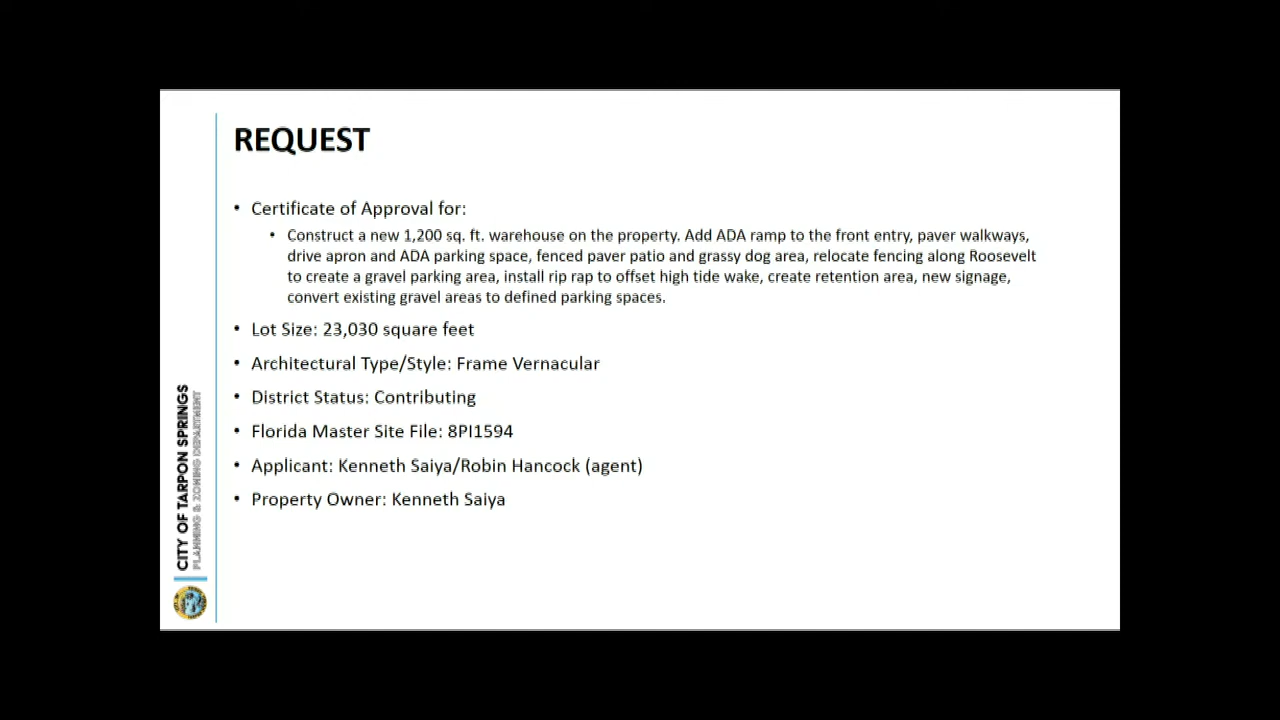 REQUEST
• Certificate of Approval for:
• Construct a new 1,200 sq. ft. warehouse on the property. Add ADA ramp to the front entry, paver walkways,
drive apron and ADA parking space, fenced paver patio and grassy dog area, relocate fencing along Roosevelt
to create a gravel parking area, install rip rap to offset high tide wake, create retention area, new signage,
convert existing gravel areas to defined parking spaces.
• Lot Size: 23,030 square feet
• Architectural Type/Style: Frame Vernacular
• District Status: Contributing
• Florida Master Site File: 8PI1594
• Applicant: Kenneth Saiya/Robin Hancock (agent)
• Property Owner: Kenneth Saiya
CITY OF TARPON SPRINGS
PLANNING & ZONING DEPARTMENT